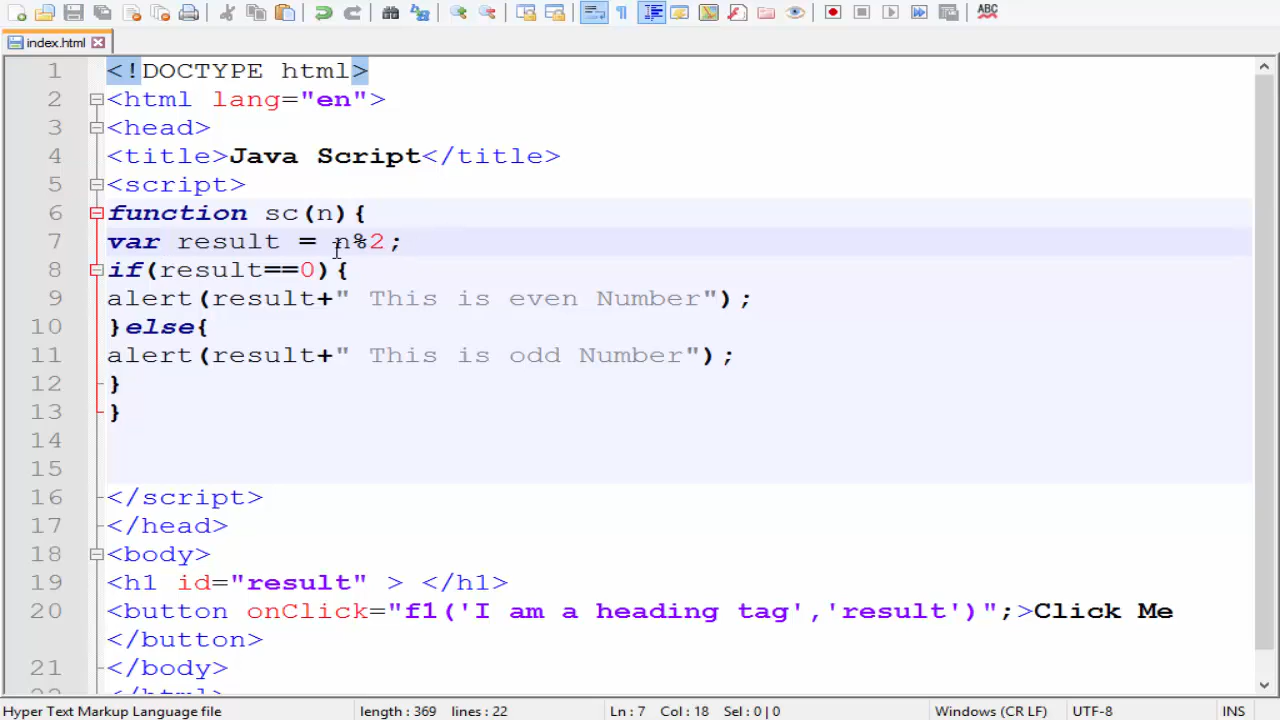 ABC
index.html
1 <!DOCTYPE html>
2 <html lang="en">
3 <head>
4 <title>Java Script</title>
5 <script>
6 function sc(n){
7 var result = n%2;
8 if(result==0){
9 alert(result+" This is even Number");
10 }else{
11 alert(result+" This is odd Number");
12 }
13 }
14
15
16 </script>
17 </head>
18 <body>
19 <h1 id="result" > </h1>
20 <button onClick="f1('I am a heading tag','result')";>Click Me
</button>
21 </body>
22 </html>
Hyper Text Markup Language file length : 369 lines : 22 Ln : 7 Col : 18 Sel : 0 | 0 Windows (CR LF) UTF-8 INS